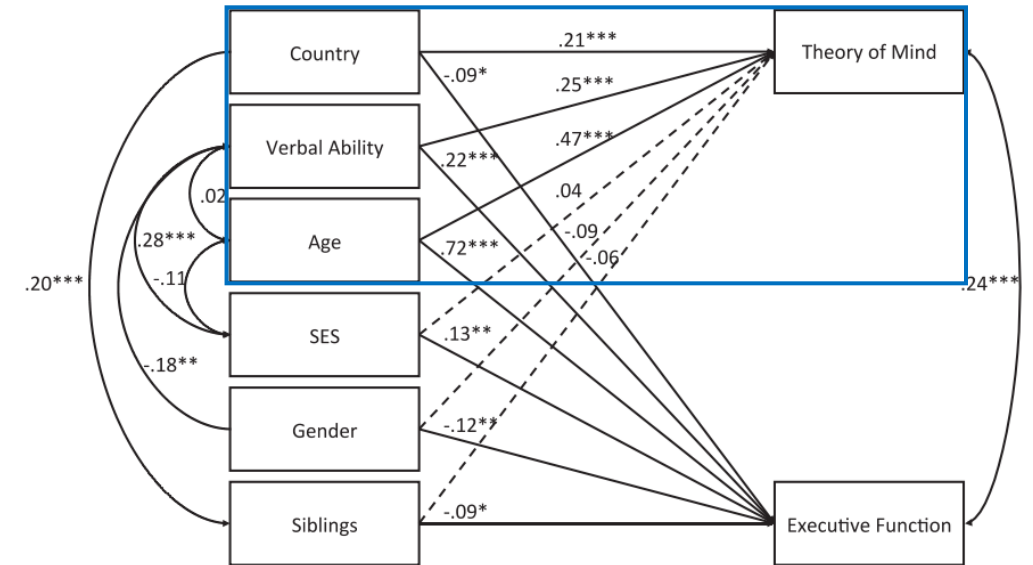 Country
.21***
Theory of Mind
-.09*
.25***
Verbal Ability
.47***
.22***
.02
.04
Age
-.09
.28***
.72***
-.06
-.11
.20***
.24***
SES
.13**
-.18**
Gender
-.12**
Siblings
-.09*
Executive Function